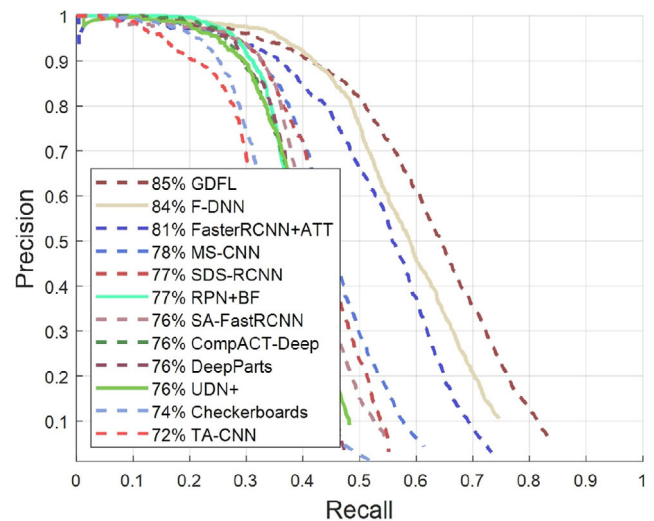 1
0.9
0.8
0.7
0.6
0.5
0.4
0.3
0.2
0.1
Precision
85% GDFL
84% F-DNN
81% FasterRCNN+ATT
78% MS-CNN
77% SDS-RCNN
77% RPN+BF
76% SA-FastRCNN
76% CompACT-Deep
76% DeepParts
76% UDN+
74% Checkerboards
72% TA-CNN
0 0.1 0.2 0.3 0.4 0.5 0.6 0.7 0.8 0.9 1
Recall